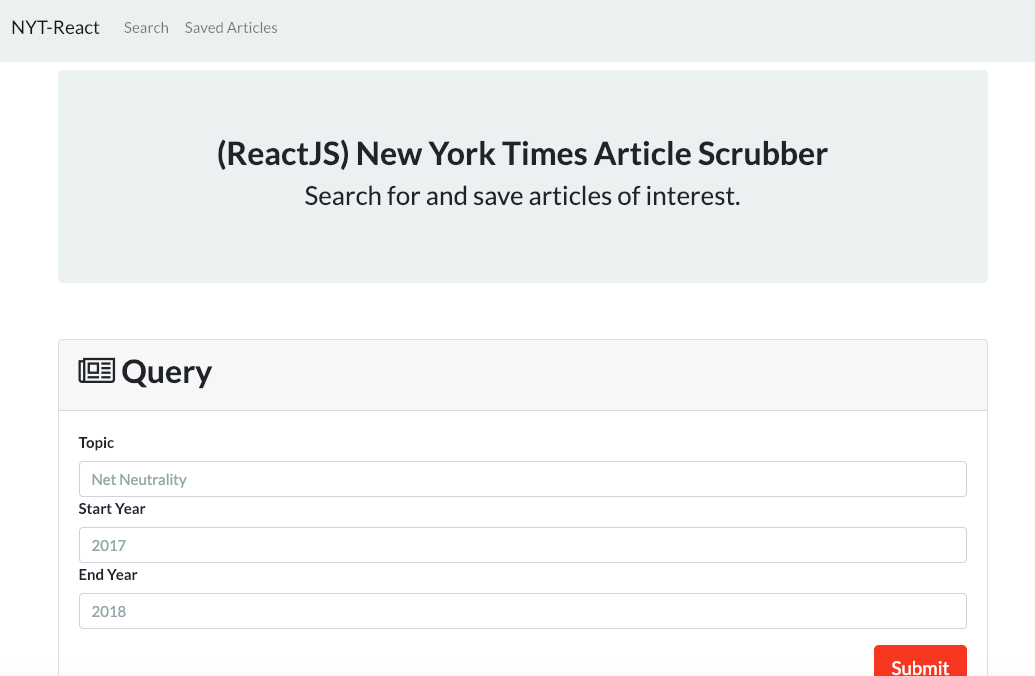 NYT-React Search Saved Articles
(ReactJS) New York Times Article Scrubber
Search for and save articles of interest.
Query
Topic
Net Neutrality
Start Year
2017
End Year
2018
Submit